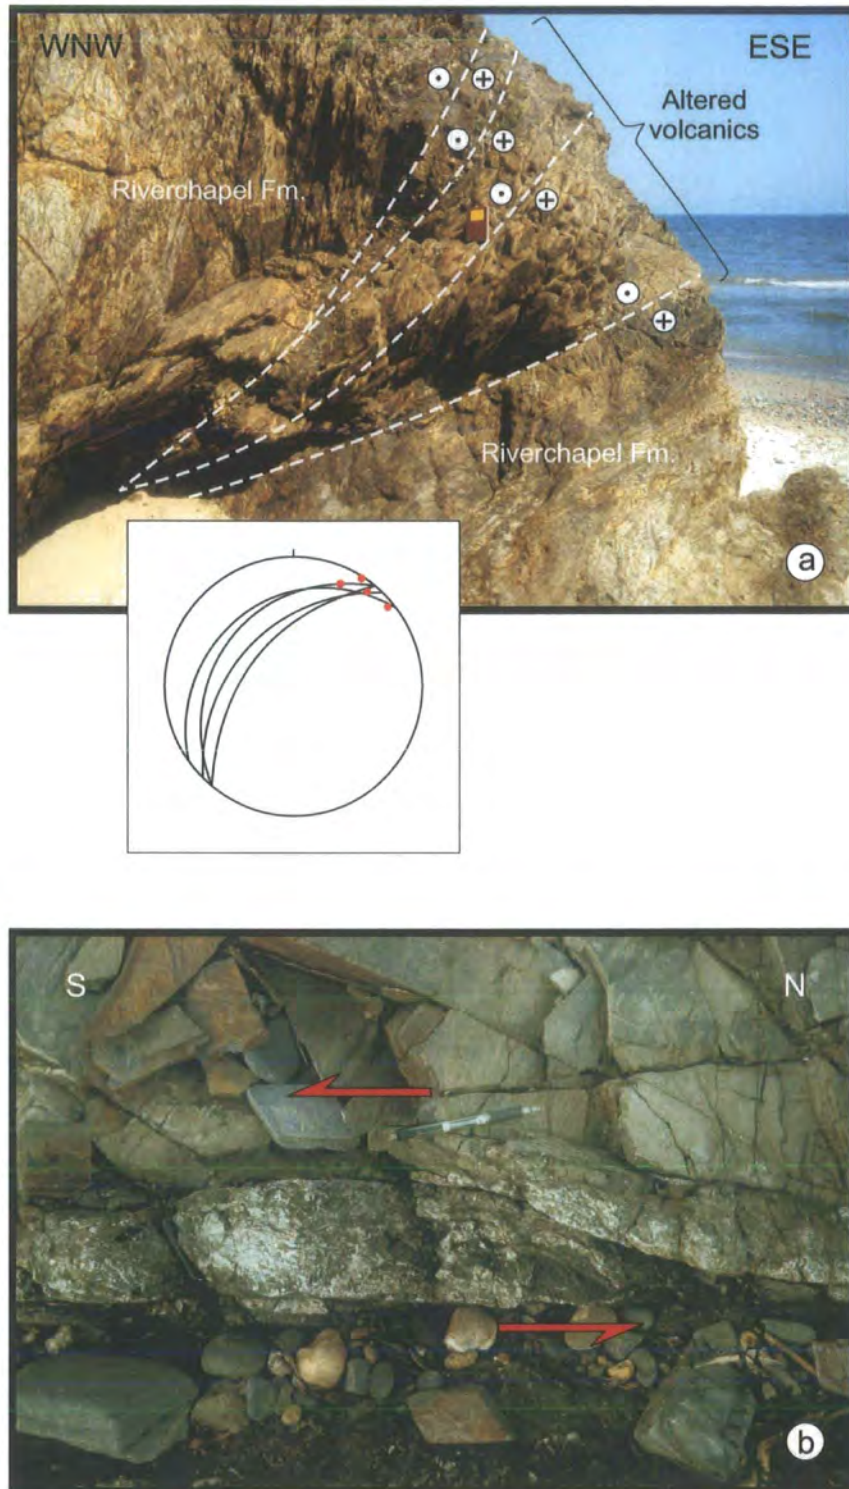 WNW
ESE
Altered
volcanics
Riverchapel Fm.
Riverchapel Fm.
a
S
N
b